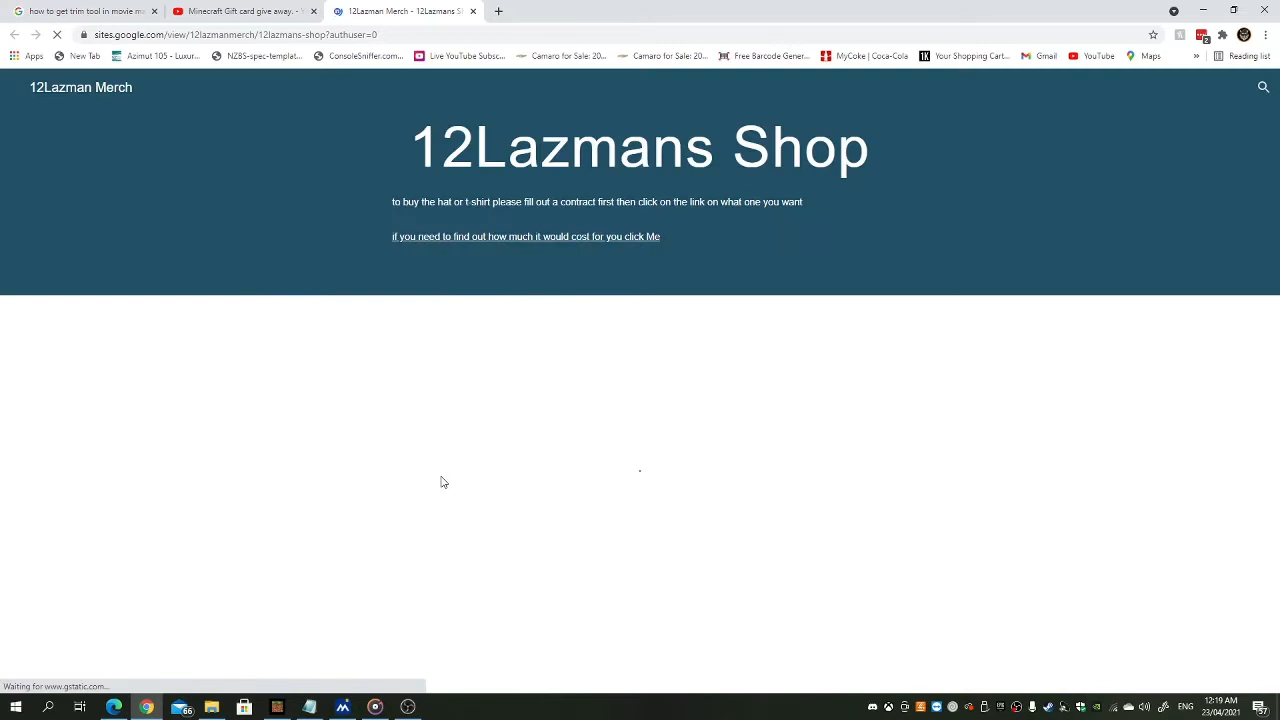 how to get trim tool in movie m
Minecraft Gift card give away. - Y
12Lazman Merch - 12Lazmans S
sites.google.com/view/12lazmanmerch/12lazmans-shop?authuser=0
2
Apps
New Tab
Azimut 105 - Luxur...
NZBS-spec-templat...
ConsoleSniffer.com...
Live YouTube Subsc...
Camaro for Sale: 20...
Camaro for Sale: 20...
Free Barcode Gener...
MyCoke | Coca-Cola
1K
Your Shopping Cart...
Gmail
YouTube
Maps
»
Reading list
12Lazman Merch
12Lazmans Shop
to buy the hat or t-shirt please fill out a contract first then click on the link on what one you want
if you need to find out how much it would cost for you click Me
Waiting for www.gstatic.com...
66
ENG
12:19 AM
23/04/2021